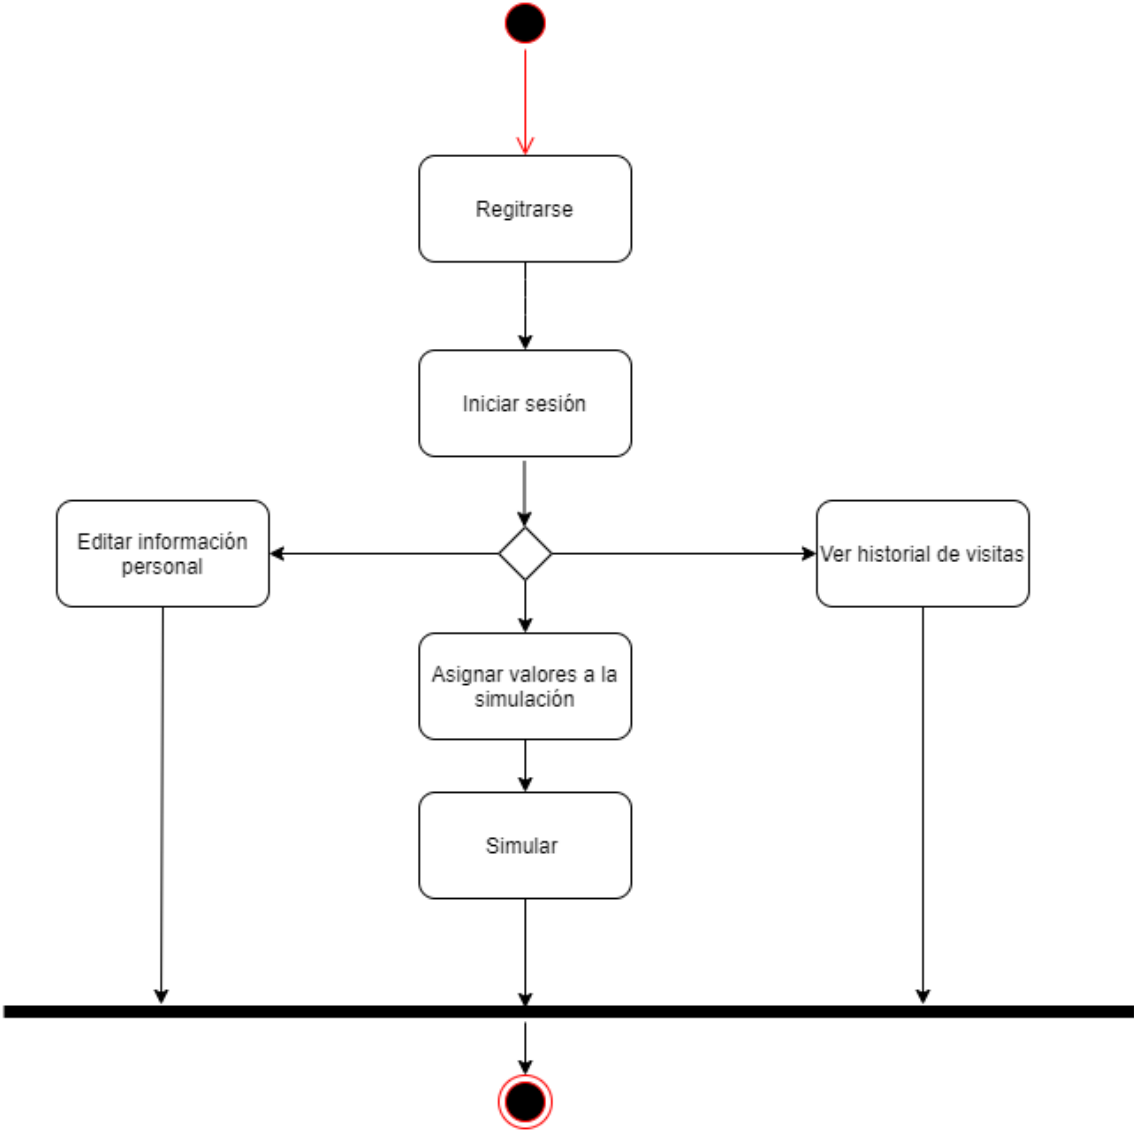 Regitrarse
Iniciar sesión
Editar información
personal
Ver historial de visitas
Asignar valores a la
simulación
Simular